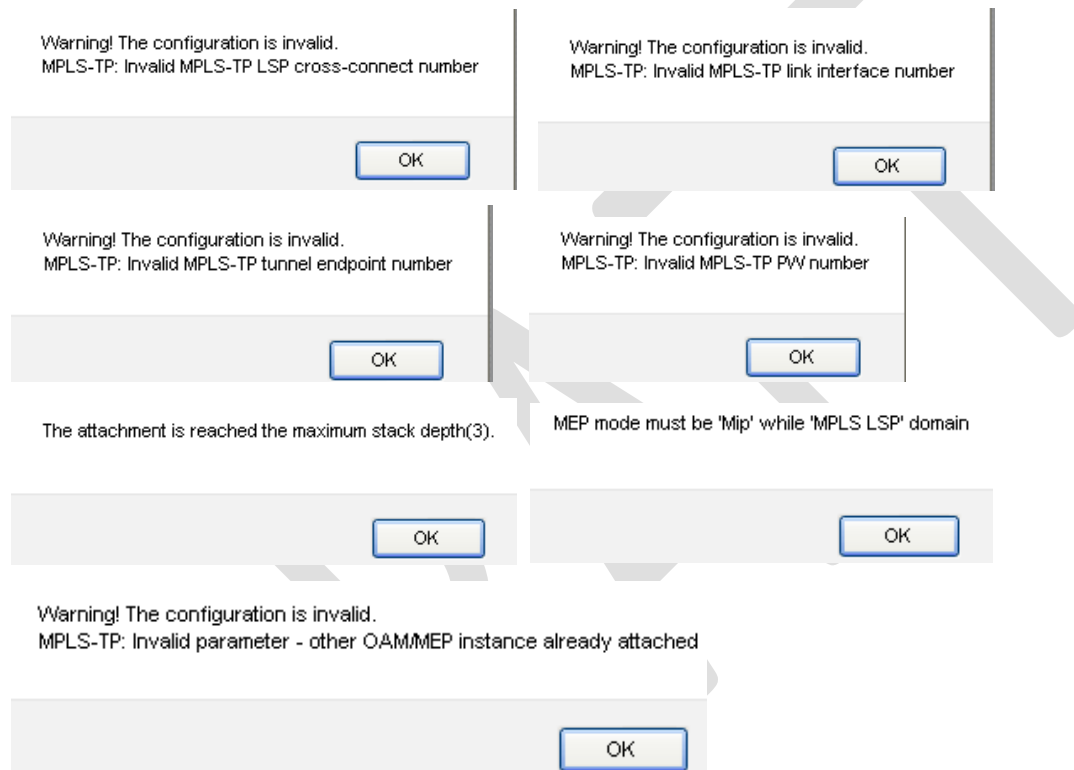 Warning! The configuration is invalid.
MPLS-TP: Invalid MPLS-TP LSP cross-connect number
OK
Warning! The configuration is invalid.
MPLS-TP: Invalid MPLS-TP link interface number
OK
Warning! The configuration is invalid.
MPLS-TP: Invalid MPLS-TP tunnel endpoint number
OK
Warning! The configuration is invalid.
MPLS-TP: Invalid MPLS-TP PW number
OK
The attachment is reached the maximum stack depth(3).
OK
MEP mode must be 'Mip' while 'MPLS LSP' domain
OK
Warning! The configuration is invalid.
MPLS-TP: Invalid parameter - other OAM/MEP instance already attached
OK